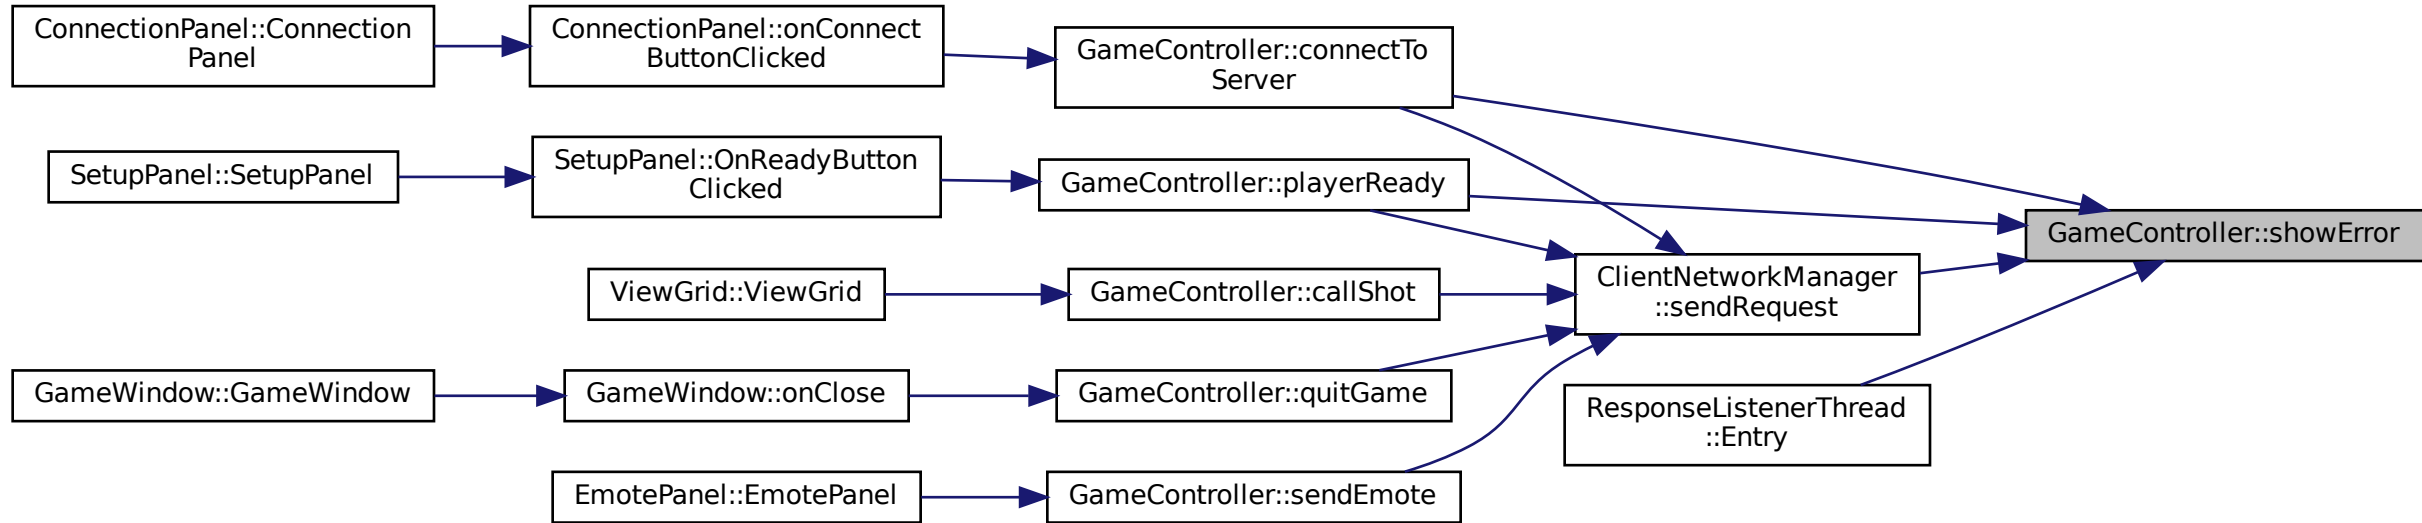 ConnectionPanel::Connection
Panel
ConnectionPanel::onConnect
ButtonClicked
GameController::connectTo
Server
SetupPanel::SetupPanel
SetupPanel::OnReadyButton
Clicked
GameController::playerReady
GameController::showError
ViewGrid::ViewGrid
GameController::callShot
ClientNetworkManager
::sendRequest
GameWindow::GameWindow
GameWindow::onClose
GameController::quitGame
ResponseListenerThread
::Entry
EmotePanel::EmotePanel
GameController::sendEmote